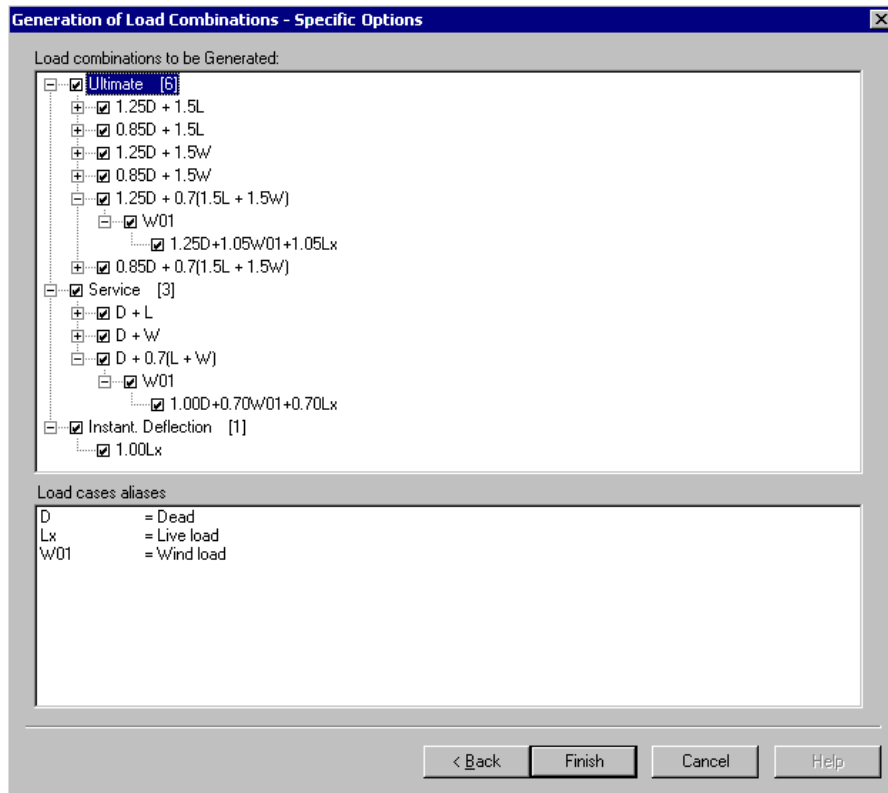 Generation of Load Combinations - Specific Options
Load combinations to be Generated:
Ultimate [6]
1.25D + 1.5L
0.85D + 1.5L
1.25D + 1.5W
0.85D + 1.5W
1.25D + 0.7(1.5L + 1.5W)
W01
1.25D+1.05W01+1.05Lx
0.85D + 0.7(1.5L + 1.5W)
Service [3]
D + L
D + W
D + 0.7(L + W)
W01
1.00D+0.70W01+0.70Lx
Instant. Deflection [1]
1.00Lx
Load cases aliases
D = Dead
Lx = Live load
W01 = Wind load
< Back Finish Cancel Help